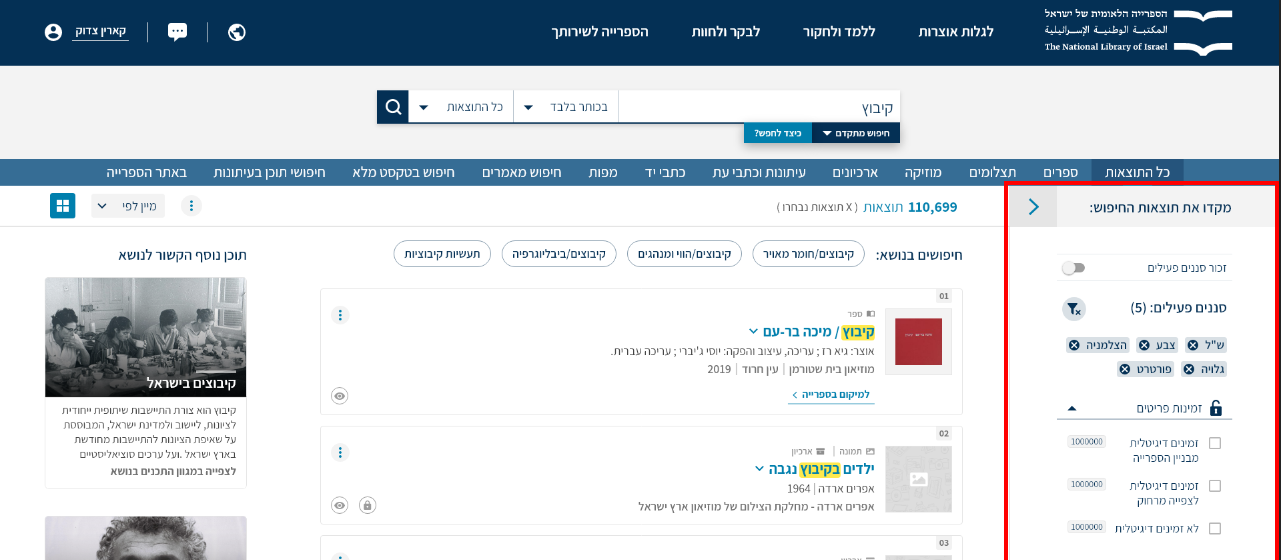 הספרייה הלאומית של ישראל
المكتبة الوطنيــة الإســرائيليــة
The National Library of Israel
לגלות אוצרות
ללמד ולחקור
לבקר ולחוות
הספרייה לשירותך
קארין צדוק
קיבוץ
בכותר בלבד
כל התוצאות
חיפוש מתקדם
כיצד לחפש?
כל התוצאות
ספרים
תצלומים
מוזיקה
ארכיונים
עיתונות וכתבי עת
כתבי יד
מפות
חיפוש מאמרים
חיפוש בטקסט מלא
חיפושי תוכן בעיתונות
באתר הספרייה
מקדו את תוצאות החיפוש:
110,699 תוצאות ( X תוצאות נבחרו )
מיין לפי
זכור סננים פעילים
סננים פעילים: (5)
ש"ל
צבע
הצלמניה
גלויה
פורטרט
זמינות פריטים
זמינים דיגיטלית
מבניין הספרייה
1000000
זמינים דיגיטלית
לצפייה מרחוק
1000000
לא זמינים דיגיטלית
1000000
חיפושים בנושא:
קיבוצים/חומר מאויר
קיבוצים/הווי ומנהגים
קיבוצים/ביבליוגרפיה
תעשיות קיבוציות
01
ספר
קיבוץ / מיכה בר-עם
אוצר: גיא רז ; עריכה, עיצוב והפקה: יוסי ג'יברי ; עריכה עברית.
מוזיאון בית שטורמן | עין חרוד | 2019
למיקום בספרייה
02
תמונה | ארכיון
ילדים בקיבוץ נגבה
אפרים ארדה | 1964
אפרים ארדה - מחלקת הצילום של מוזיאון ארץ ישראל
03
תוכן נוסף הקשור לנושא
קיבוצים בישראל
קיבוץ הוא צורת התיישבות שיתופית ייחודית
לציונות, ליישוב ולמדינת ישראל, המבוססת
על שאיפת הציונות להתיישבות מחודשת
בארץ ישראל .ועל ערכים סוציאליסטיים
לצפייה במגוון התכנים בנושא